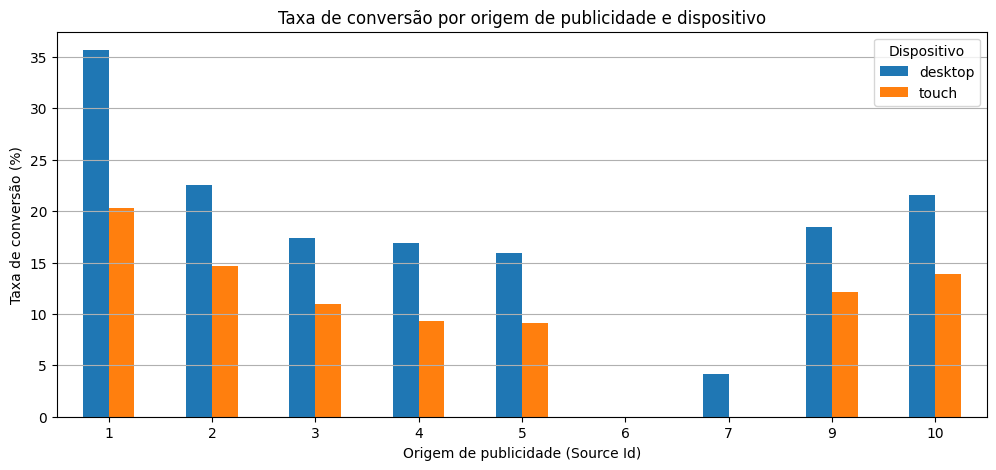 Taxa de conversão por origem de publicidade e dispositivo
Dispositivo
desktop
touch
Taxa de conversão (%)
35
30
25
20
15
10
5
0
1 2 3 4 5 6 7 9 10
Origem de publicidade (Source Id)